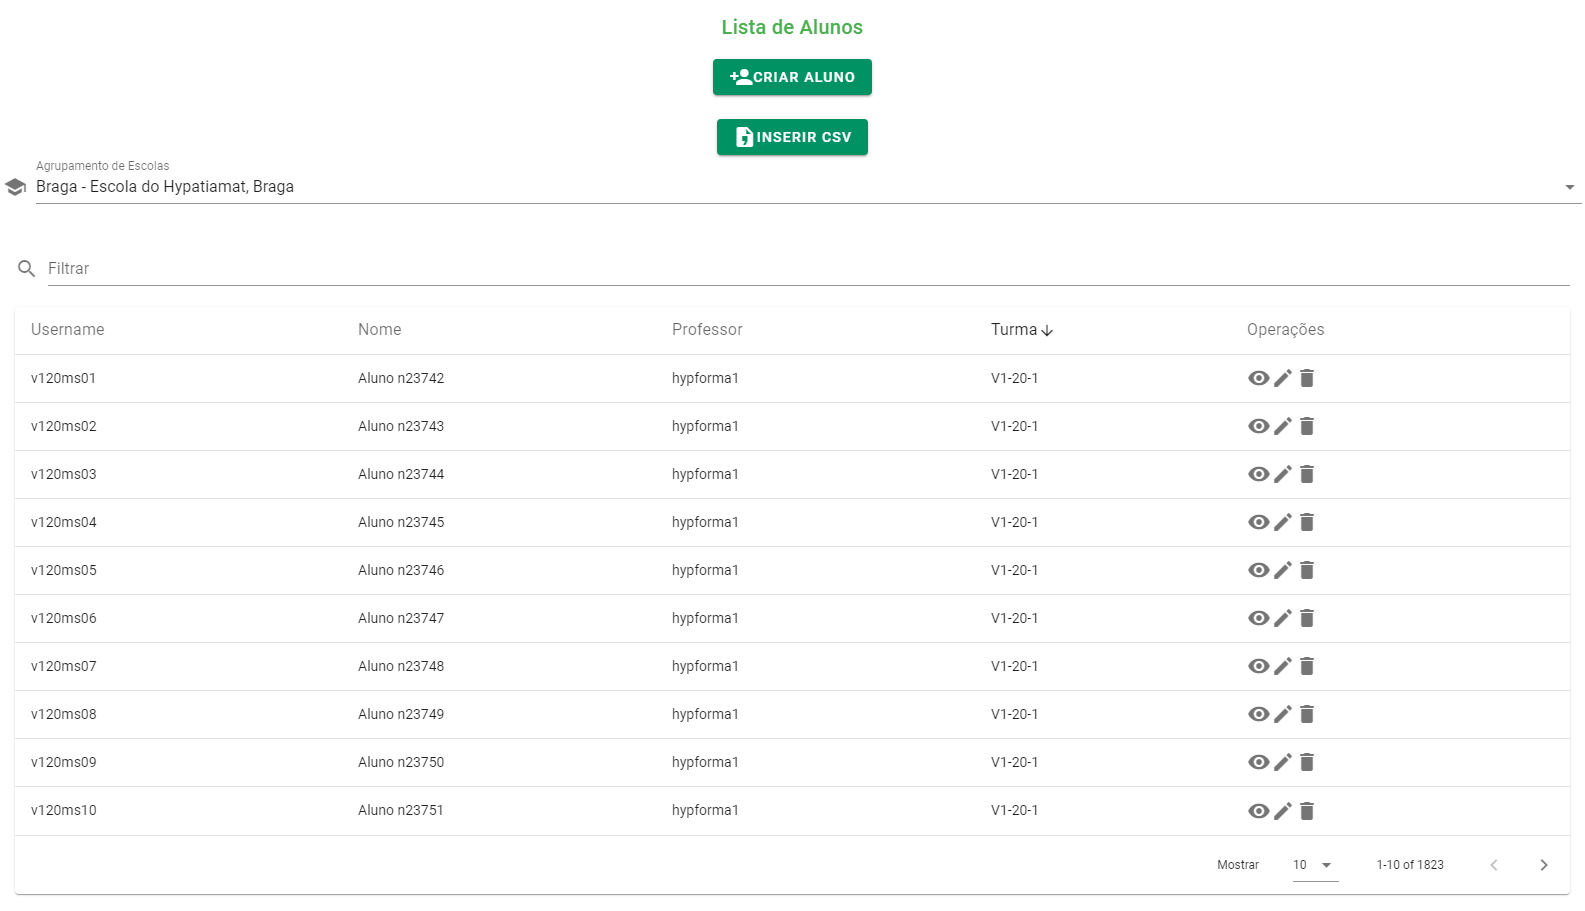 Lista de Alunos
CRIAR ALUNO
INSERIR CSV
Agrupamento de Escolas
Braga - Escola do Hypatiamat, Braga
Filtrar
Username Nome Professor Turma Operações
v120ms01 Aluno n23742 hypforma1 V1-20-1
v120ms02 Aluno n23743 hypforma1 V1-20-1
v120ms03 Aluno n23744 hypforma1 V1-20-1
v120ms04 Aluno n23745 hypforma1 V1-20-1
v120ms05 Aluno n23746 hypforma1 V1-20-1
v120ms06 Aluno n23747 hypforma1 V1-20-1
v120ms07 Aluno n23748 hypforma1 V1-20-1
v120ms08 Aluno n23749 hypforma1 V1-20-1
v120ms09 Aluno n23750 hypforma1 V1-20-1
v120ms10 Aluno n23751 hypforma1 V1-20-1
Mostrar 10 1-10 of 1823